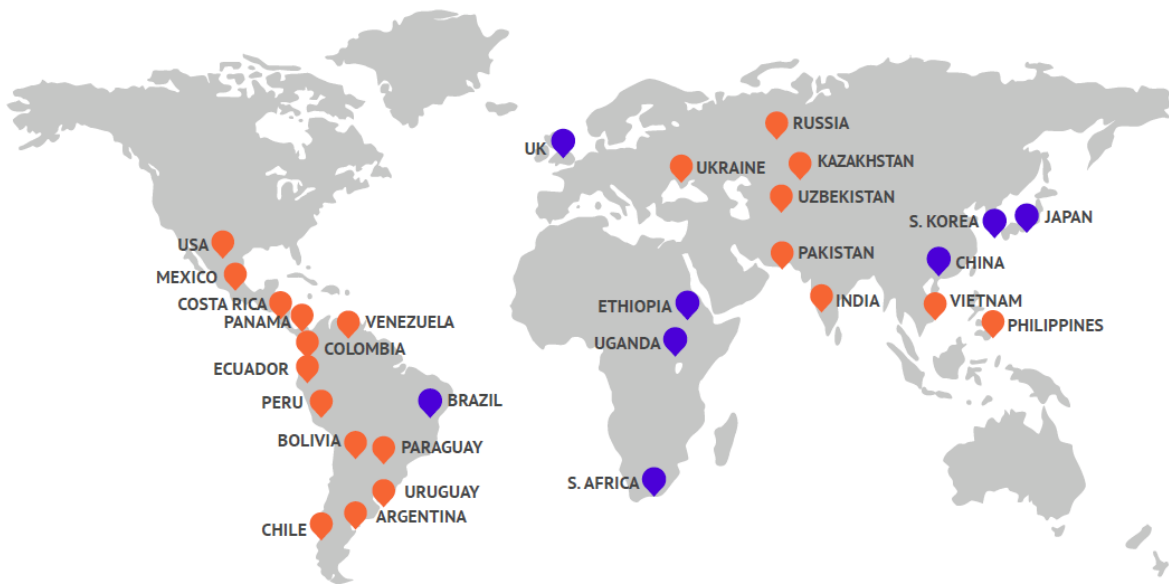 RUSSIA
UK
KAZAKHSTAN
UKRAINE
UZBEKISTAN
S. KOREA
JAPAN
USA
PAKISTAN
CHINA
MEXICO
COSTA RICA
ETHIOPIA
INDIA
VIETNAM
PANAMA
VENEZUELA
PHILIPPINES
COLOMBIA
UGANDA
ECUADOR
PERU
BRAZIL
BOLIVIA
PARAGUAY
S. AFRICA
URUGUAY
ARGENTINA
CHILE